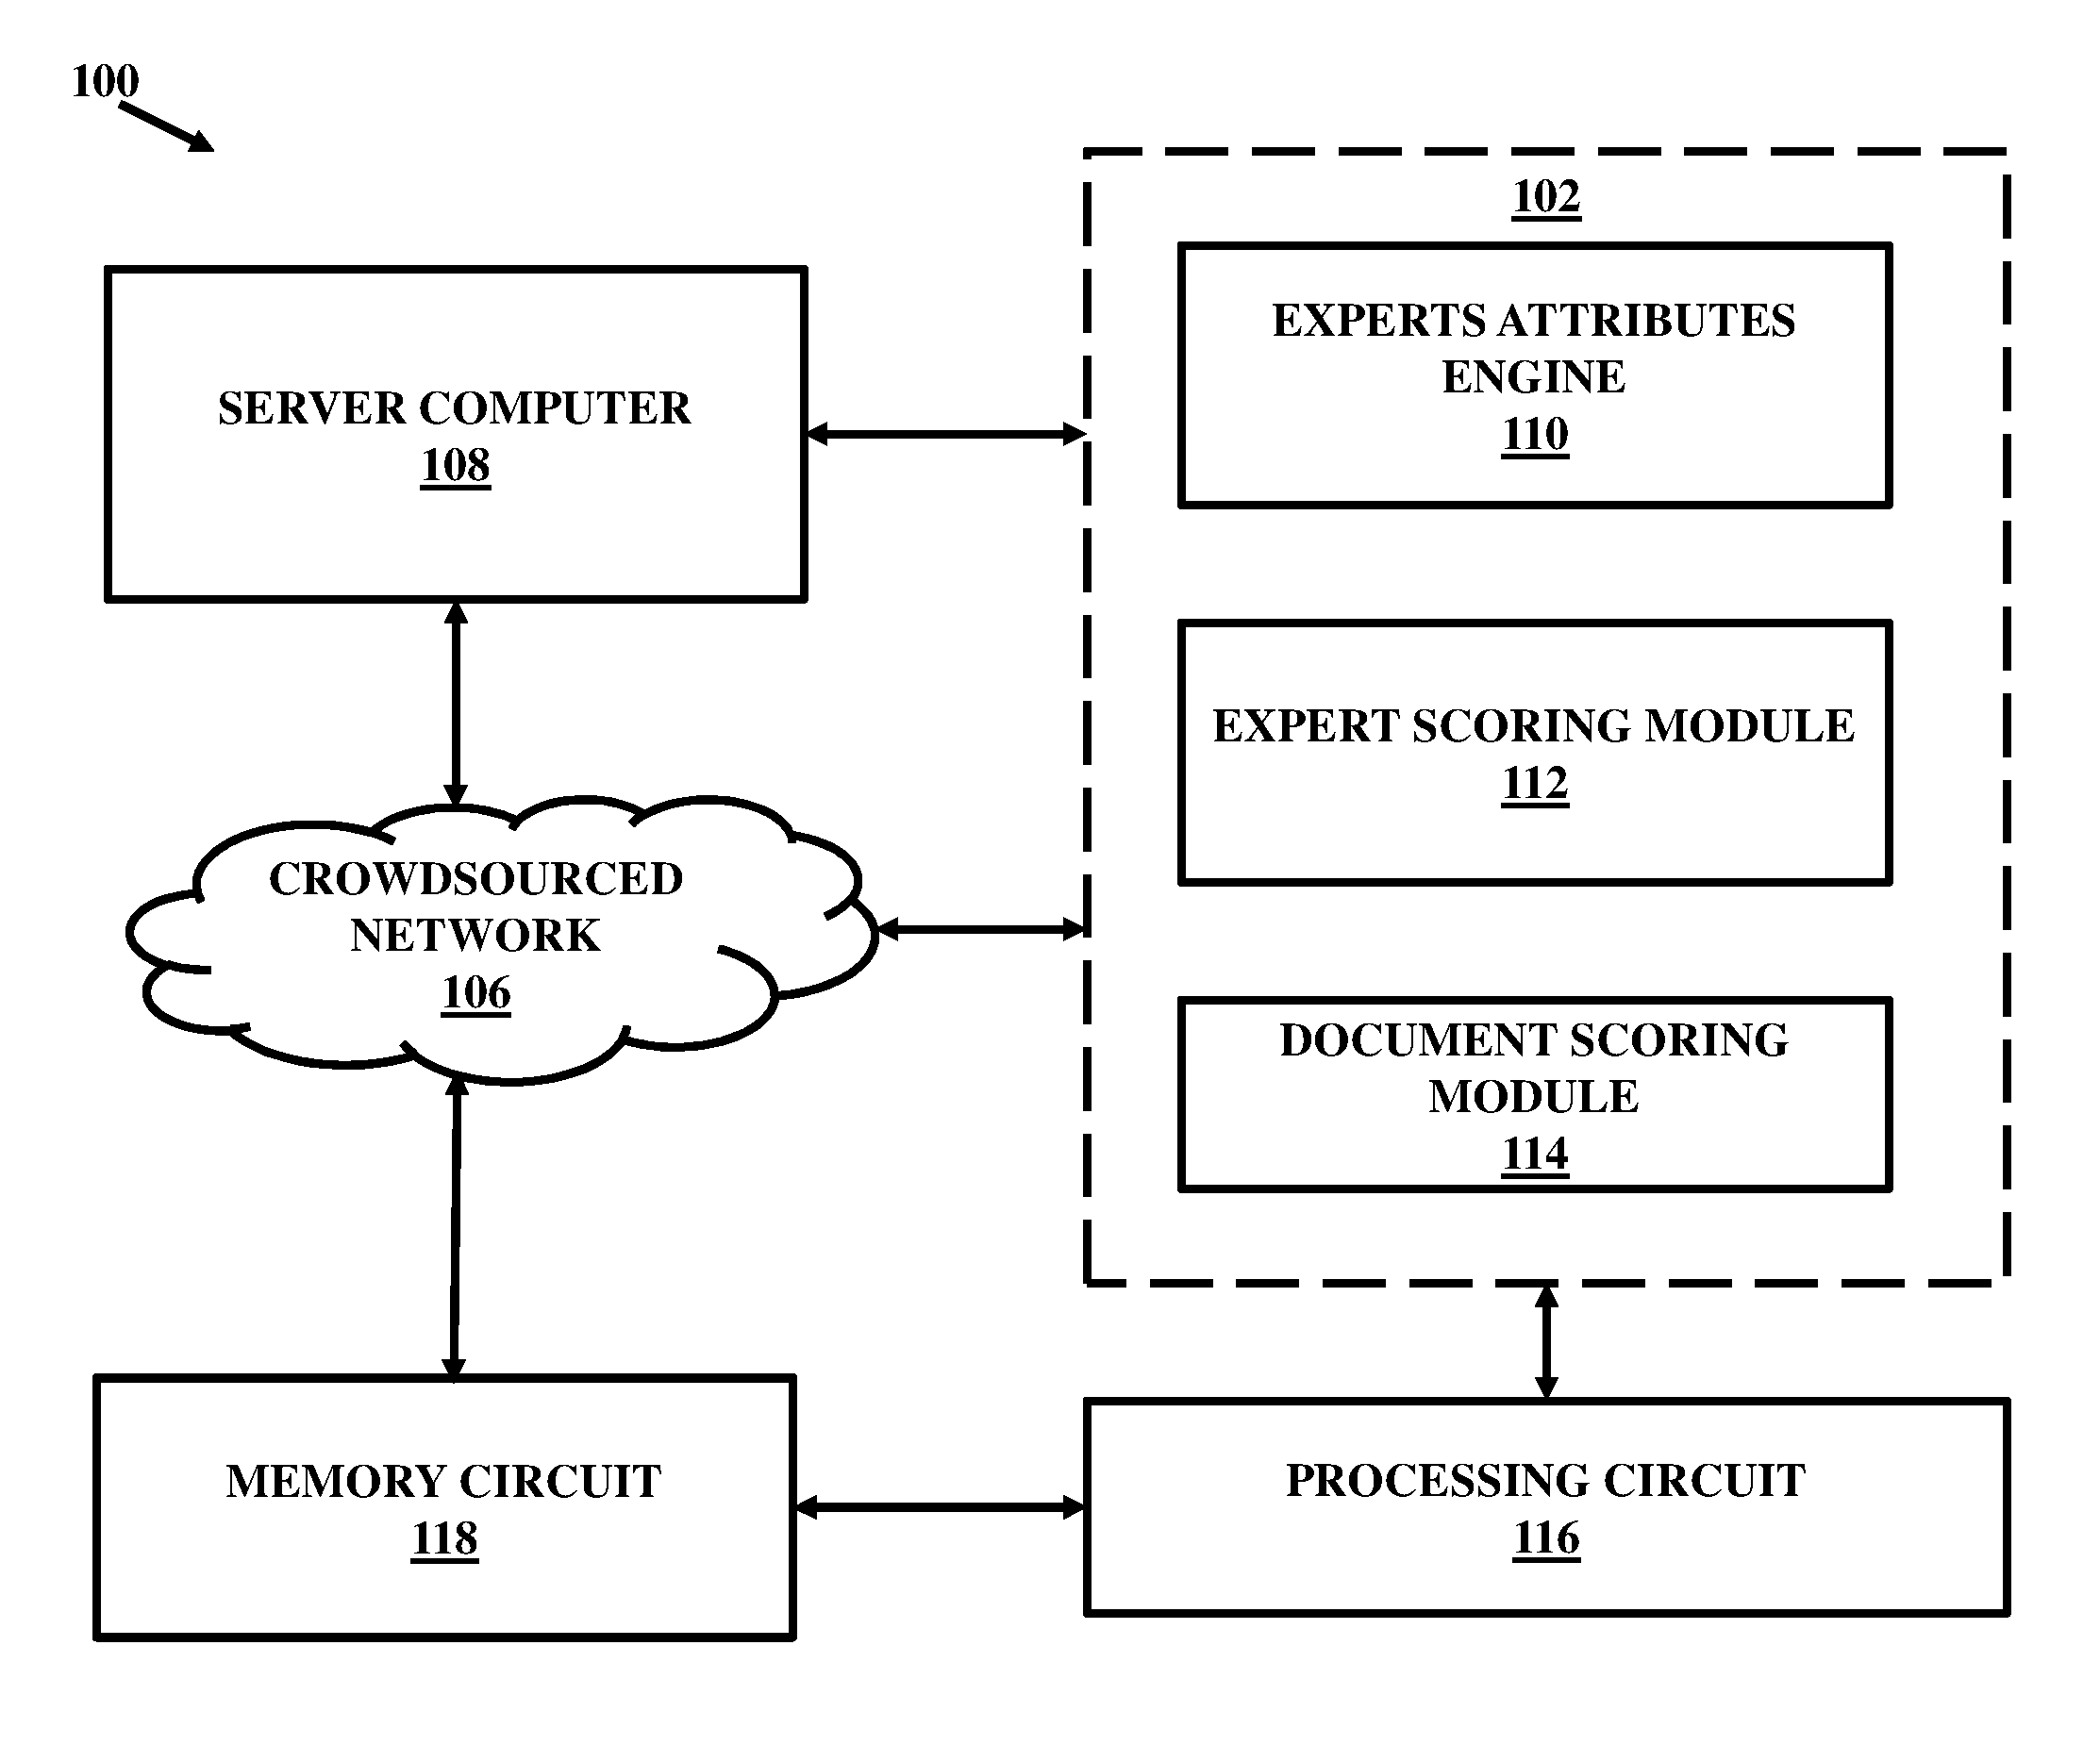 100
102
EXPERTS ATTRIBUTES
ENGINE
110
SERVER COMPUTER
108
EXPERT SCORING MODULE
112
CROWDSOURCED
NETWORK
106
DOCUMENT SCORING
MODULE
114
MEMORY CIRCUIT
118
PROCESSING CIRCUIT
116